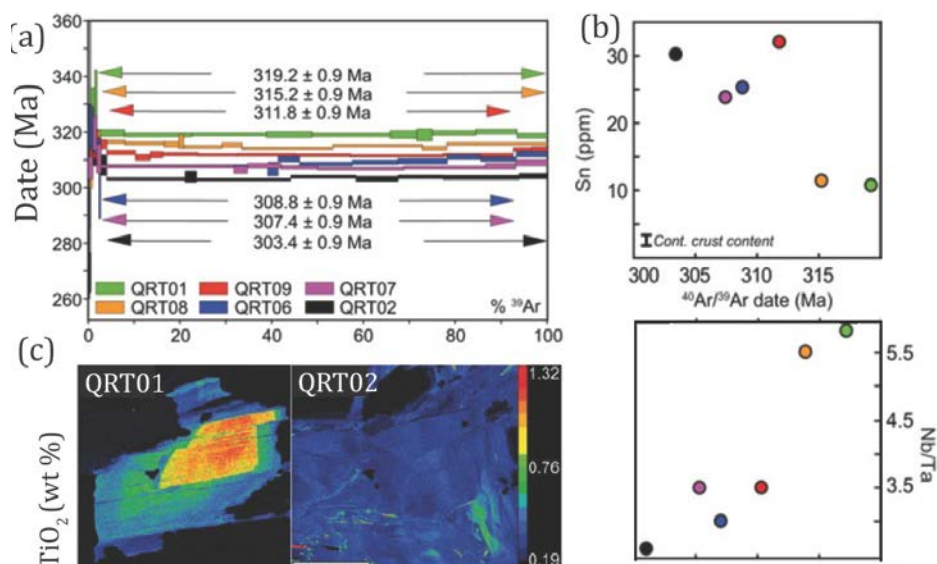 (a)
360
340
320
300
280
260
Date (Ma)
319.2 ± 0.9 Ma
315.2 ± 0.9 Ma
311.8 ± 0.9 Ma
308.8 ± 0.9 Ma
307.4 ± 0.9 Ma
303.4 ± 0.9 Ma
QRT01 QRT09 QRT07
QRT08 QRT06 QRT02
% ³⁹Ar
0 20 40 60 80 100
(b)
30
20
10
Sn (ppm)
Cont. crust content
300 305 310 315
⁴⁰Ar/³⁹Ar date (Ma)
5.5
4.5
3.5
Nb/Ta
(c)
QRT01 QRT02
1.32
0.76
0.19
TiO₂ (wt %)